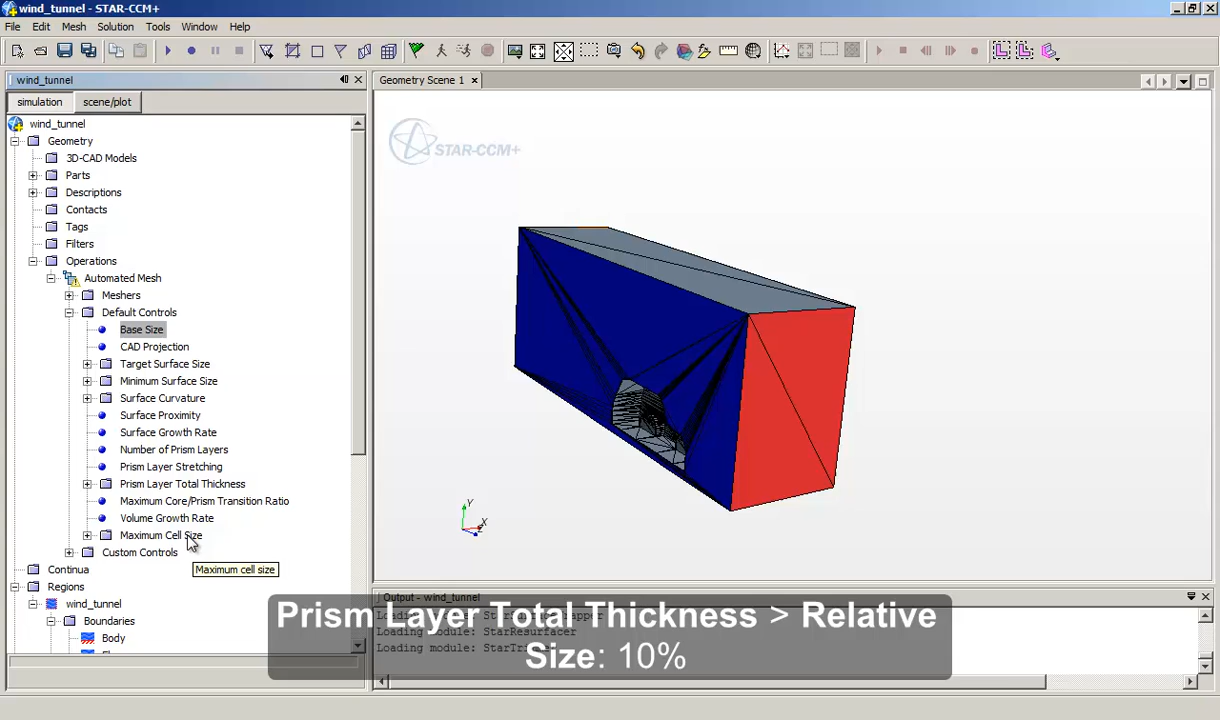 wind_tunnel - STAR-CCM+
File Edit Mesh Solution Tools Window Help
wind_tunnel
Geometry Scene 1
simulation scene/plot
wind_tunnel
Geometry
3D-CAD Models
Parts
Descriptions
Contacts
Tags
Filters
Operations
Automated Mesh
Meshers
Default Controls
Base Size
CAD Projection
Target Surface Size
Minimum Surface Size
Surface Curvature
Surface Proximity
Surface Growth Rate
Number of Prism Layers
Prism Layer Stretching
Prism Layer Total Thickness
Maximum Core/Prism Transition Ratio
Volume Growth Rate
Maximum Cell Size
Custom Controls
Maximum cell size
Continua
Regions
wind_tunnel
Boundaries
Body
STAR-CCM+
Y
X
Output - wind_tunnel
Loading module: StarResurfacer
Prism Layer Total Thickness > Relative
Size: 10%